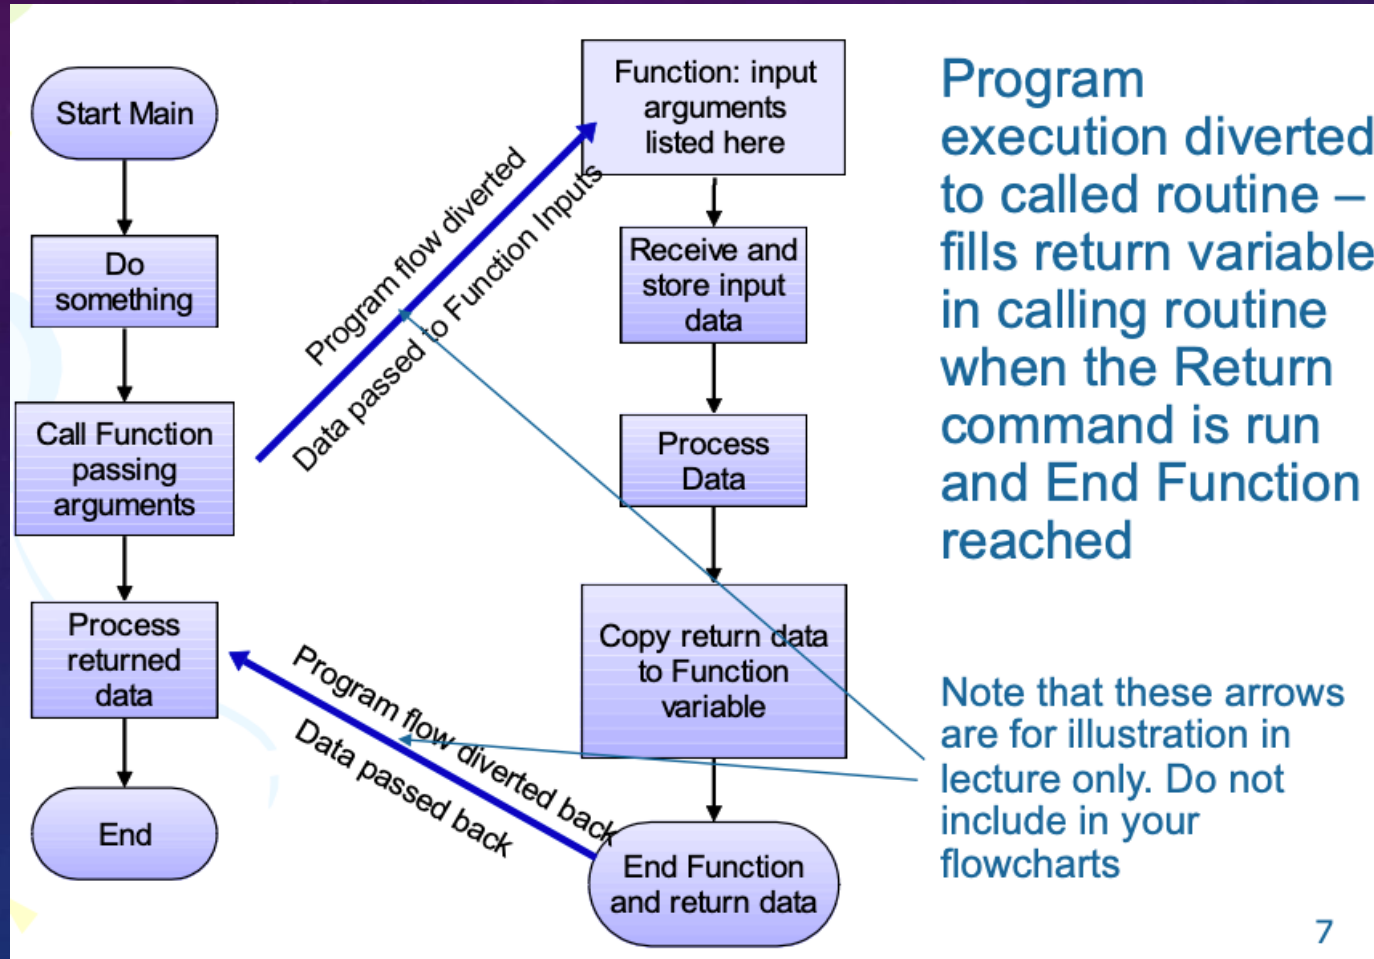 Start Main
Do
something
Call Function
passing
arguments
Process
returned
data
End
Program flow diverted
Data passed to Function Inputs
Program flow diverted back
Data passed back
Function: input
arguments
listed here
Receive and
store input
data
Process
Data
Copy return data
to Function
variable
End Function
and return data
Program
execution diverted
to called routine –
fills return variable
in calling routine
when the Return
command is run
and End Function
reached
Note that these arrows
are for illustration in
lecture only. Do not
include in your
flowcharts
7